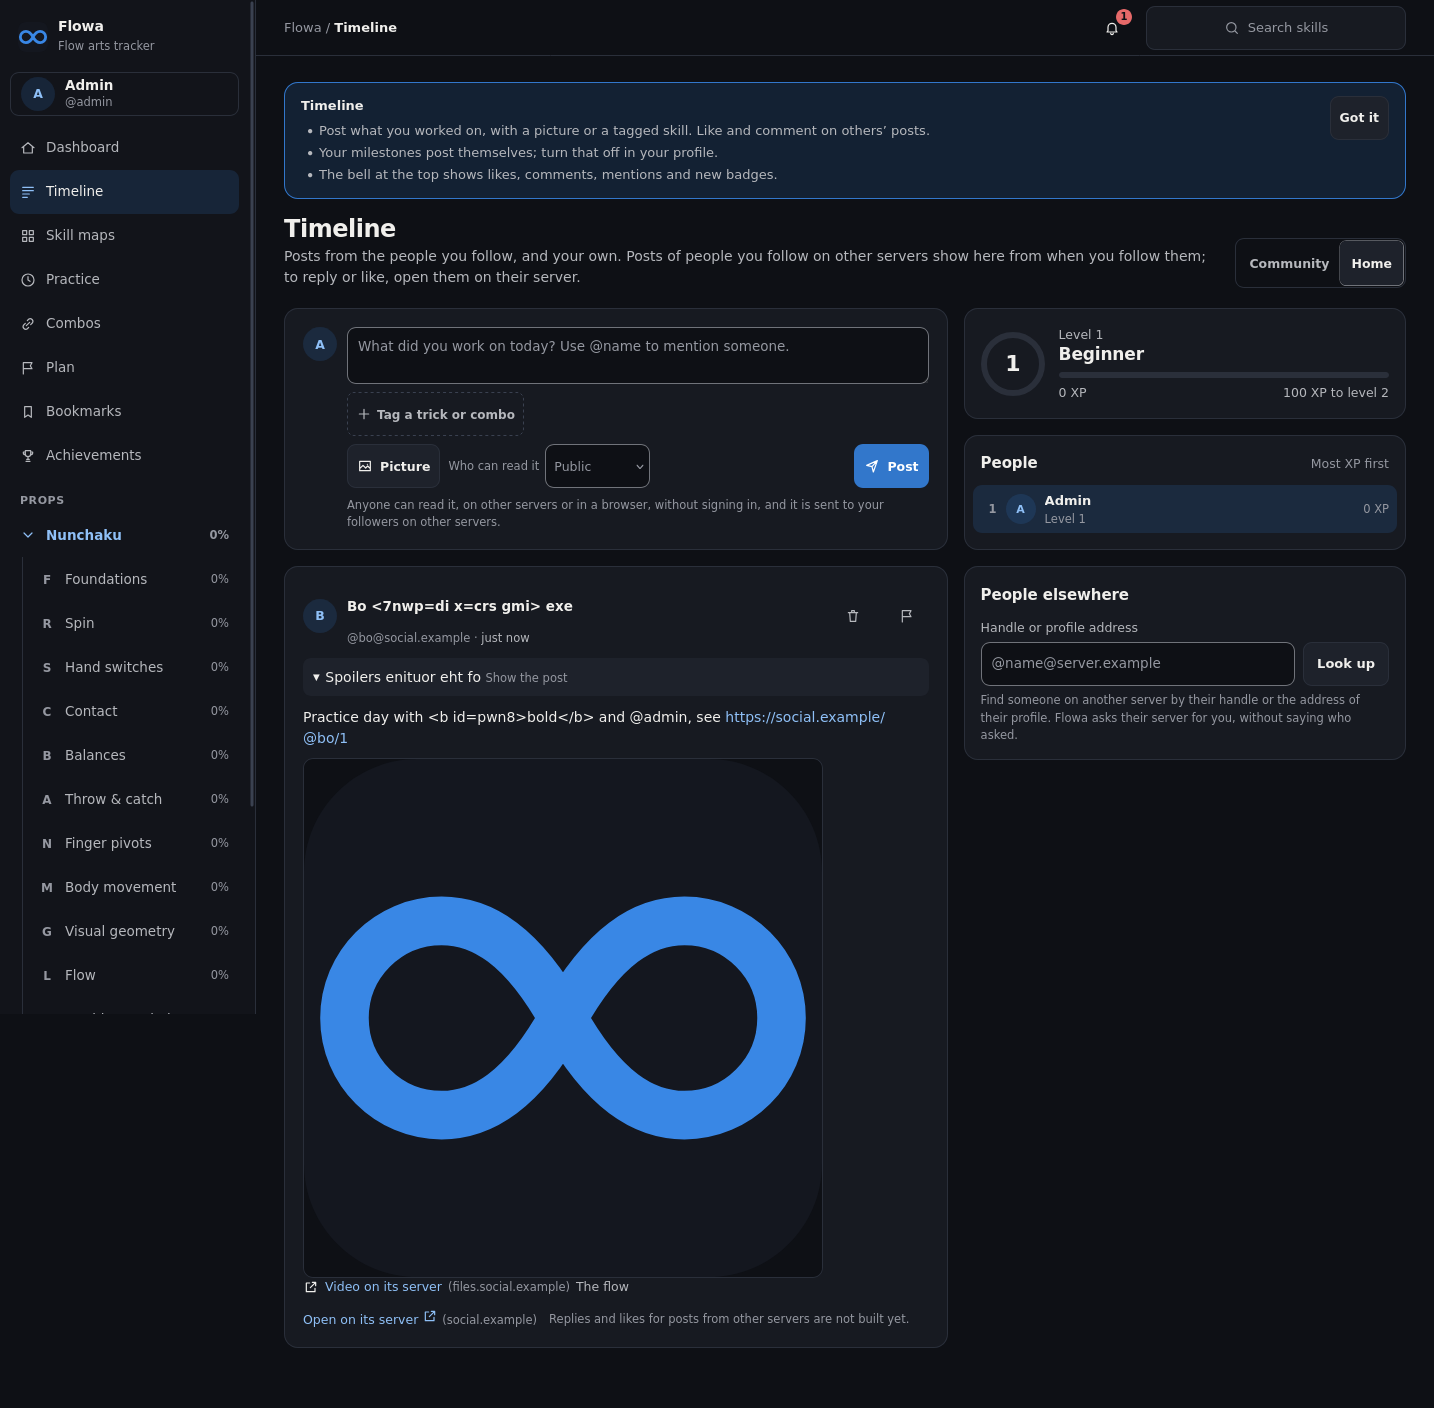 Flowa
Flow arts tracker
A
Admin
@admin
Dashboard
Timeline
Skill maps
Practice
Combos
Plan
Bookmarks
Achievements
PROPS
Nunchaku 0%
F Foundations 0%
R Spin 0%
S Hand switches 0%
C Contact 0%
B Balances 0%
A Throw & catch 0%
N Finger pivots 0%
M Body movement 0%
G Visual geometry 0%
L Flow 0%
Flowa / Timeline
1
Search skills
Timeline
• Post what you worked on, with a picture or a tagged skill. Like and comment on others’ posts.
• Your milestones post themselves; turn that off in your profile.
• The bell at the top shows likes, comments, mentions and new badges.
Got it
Timeline
Posts from the people you follow, and your own. Posts of people you follow on other servers show here from when you follow them;
to reply or like, open them on their server.
Community Home
A
What did you work on today? Use @name to mention someone.
Tag a trick or combo
Picture Who can read it Public Post
Anyone can read it, on other servers or in a browser, without signing in, and it is sent to your
followers on other servers.
B
Bo <7nwp=di x=crs gmi> exe
@bo@social.example · just now
▾ Spoilers enituor eht fo Show the post
Practice day with <b id=pwn8>bold</b> and @admin, see https://social.example/
@bo/1
Video on its server (files.social.example) The flow
Open on its server (social.example) Replies and likes for posts from other servers are not built yet.
1
Level 1
Beginner
0 XP 100 XP to level 2
People Most XP first
1 A Admin 0 XP
Level 1
People elsewhere
Handle or profile address
@name@server.example Look up
Find someone on another server by their handle or the address of
their profile. Flowa asks their server for you, without saying who
asked.